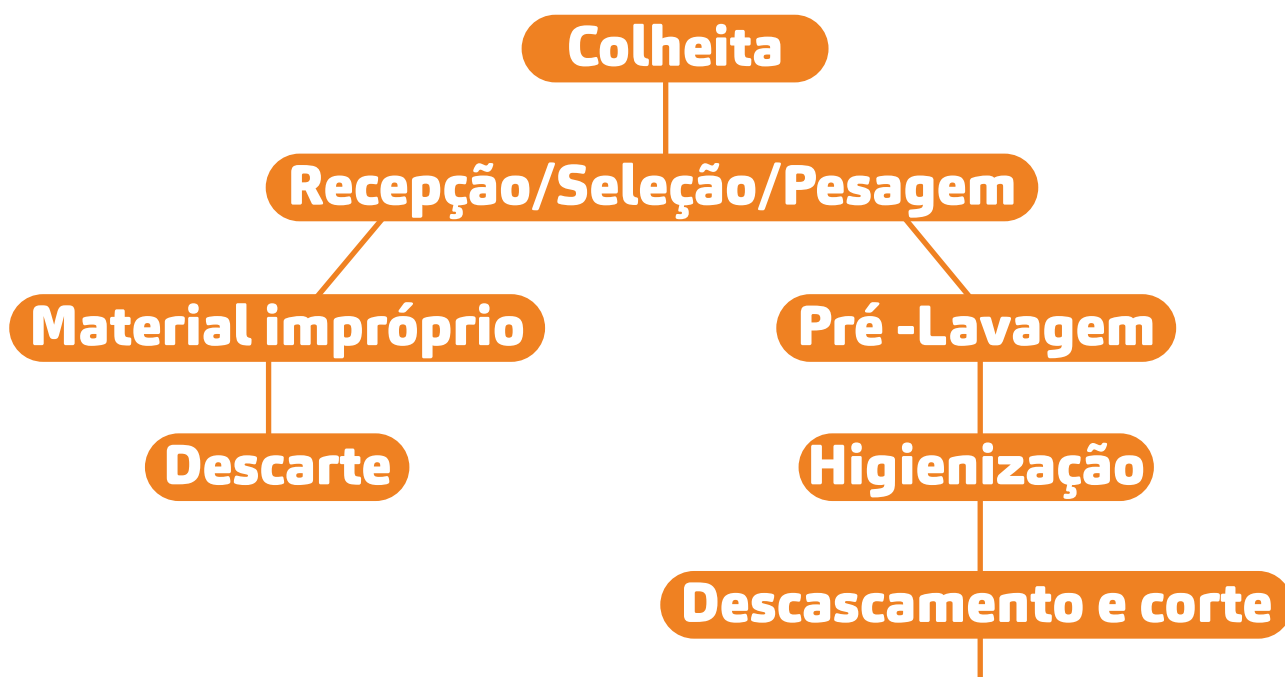 Colheita
Recepção/Seleção/Pesagem
Material impróprio
Pré -Lavagem
Descarte
Higienização
Descascamento e corte